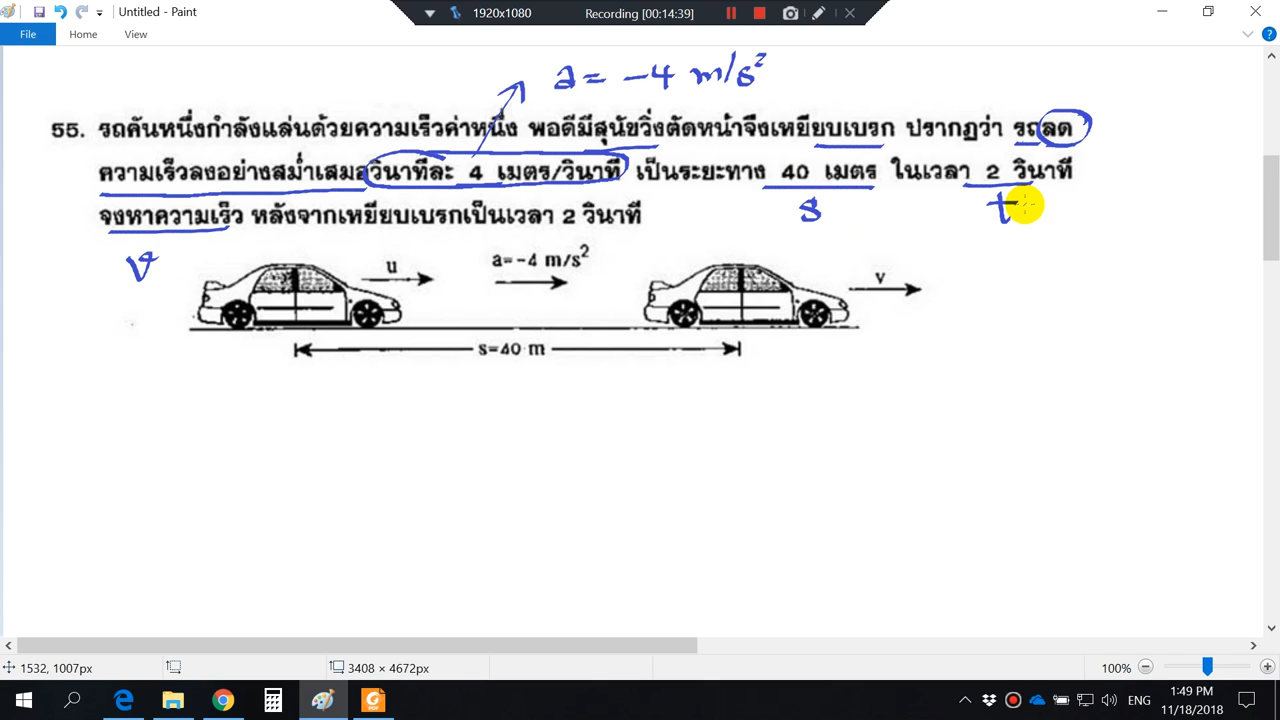 Untitled - Paint
1920x1080
Recording [00:14:39]
File Home View
a = -4 m/s²
55. รถคันหนึ่งกำลังแล่นด้วยความเร็วค่าหนึ่ง พอดีมีสุนัขวิ่งตัดหน้าจึงเหยียบเบรก ปรากฏว่า รถลด
ความเร็วลงอย่างสม่ำเสมอวินาทีละ 4 เมตร/วินาที เป็นระยะทาง 40 เมตร ในเวลา 2 วินาที
จงหาความเร็ว หลังจากเหยียบเบรกเป็นเวลา 2 วินาที
s t
v
u a=-4 m/s² v
s=40 m
1532, 1007px 3408 × 4672px 100%
ENG 1:49 PM
11/18/2018